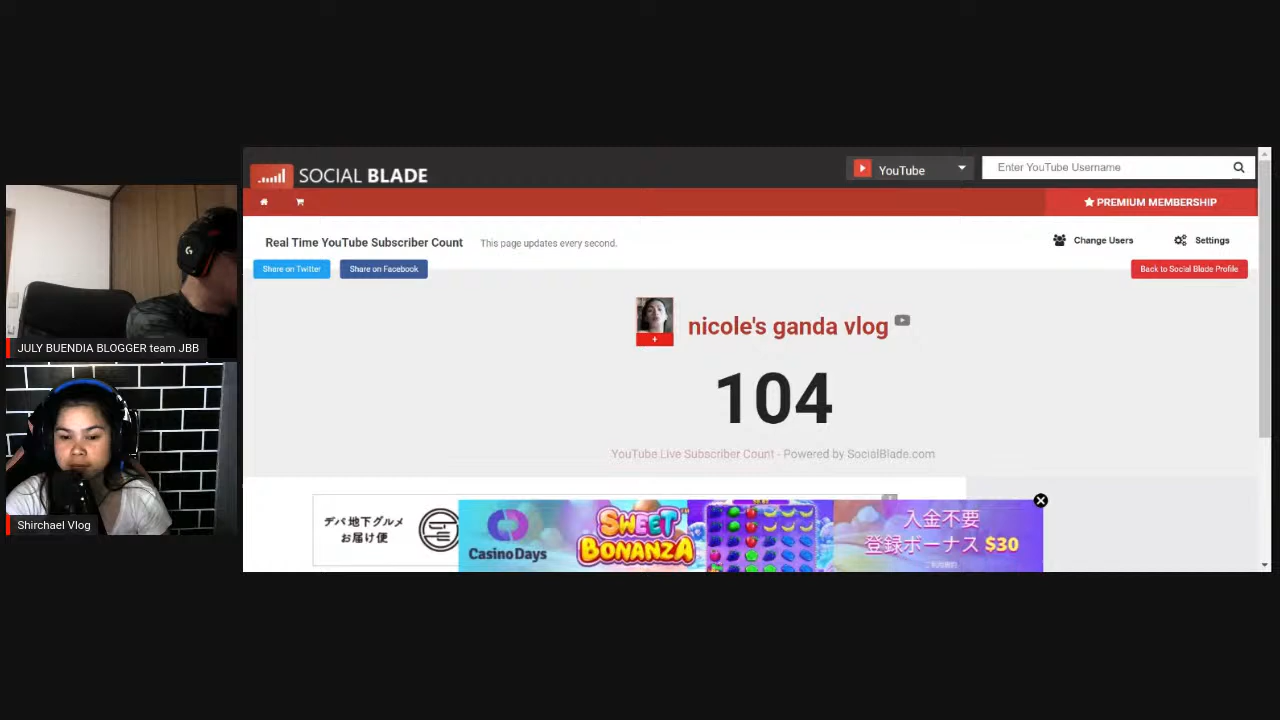 SOCIAL BLADE
YouTube
Enter YouTube Username
PREMIUM MEMBERSHIP
Real Time YouTube Subscriber Count
This page updates every second.
Change Users
Settings
Share on Twitter
Share on Facebook
Back to Social Blade Profile
nicole's ganda vlog
104
YouTube Live Subscriber Count - Powered by SocialBlade.com
JULY BUENDIA BLOGGER team JBB
Shirchael Vlog
デパ地下グルメ
お届け便
CasinoDays
SWEET
BONANZA
入金不要
登録ボーナス $30